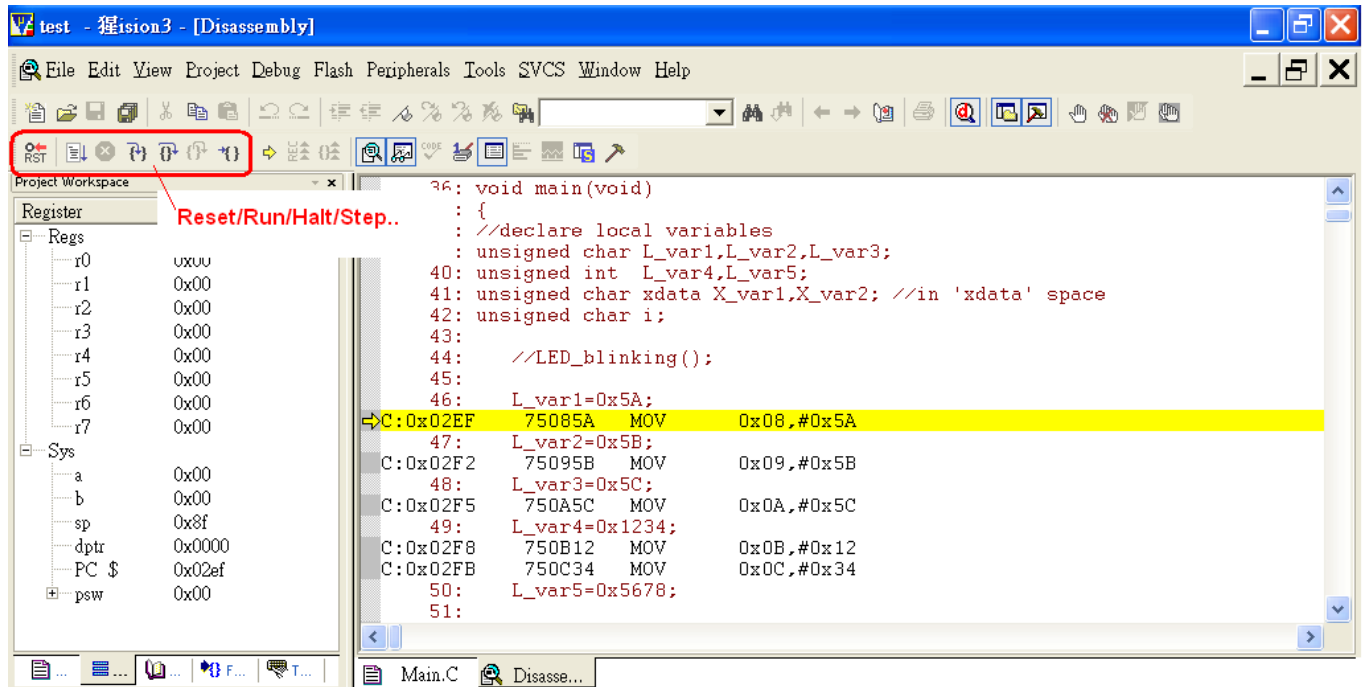 test - 猩ision3 - [Disassembly]
File Edit View Project Debug Flash Peripherals Tools SVCS Window Help
RST
CODE
Project Workspace
Register
Reset/Run/Halt/Step..
Regs
r0 0x00
r1 0x00
r2 0x00
r3 0x00
r4 0x00
r5 0x00
r6 0x00
r7 0x00
Sys
a 0x00
b 0x00
sp 0x8f
dptr 0x0000
PC $ 0x02ef
psw 0x00
... ... ... F... T...
36: void main(void)
: {
: //declare local variables
: unsigned char L_var1,L_var2,L_var3;
40: unsigned int L_var4,L_var5;
41: unsigned char xdata X_var1,X_var2; //in 'xdata' space
42: unsigned char i;
43:
44: //LED_blinking();
45:
46: L_var1=0x5A;
C:0x02EF 75085A MOV 0x08,#0x5A
47: L_var2=0x5B;
C:0x02F2 75095B MOV 0x09,#0x5B
48: L_var3=0x5C;
C:0x02F5 750A5C MOV 0x0A,#0x5C
49: L_var4=0x1234;
C:0x02F8 750B12 MOV 0x0B,#0x12
C:0x02FB 750C34 MOV 0x0C,#0x34
50: L_var5=0x5678;
51:
Main.C Disasse...